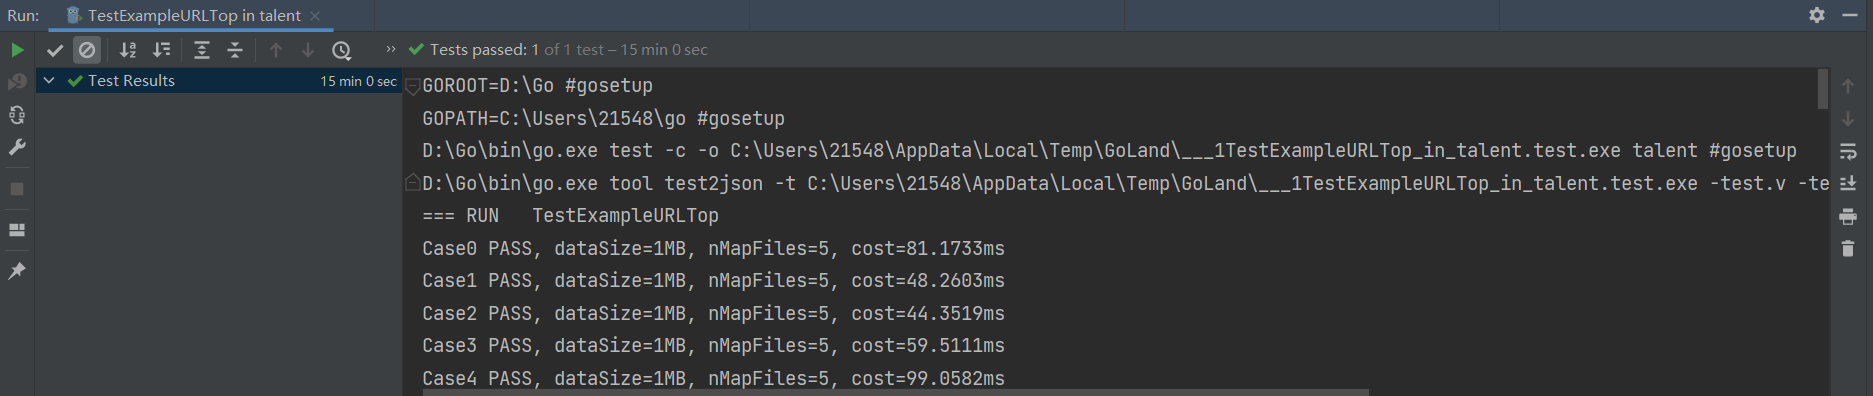 Run: TestExampleURLTop in talent
Tests passed: 1 of 1 test – 15 min 0 sec
Test Results 15 min 0 sec
GOROOT=D:\Go #gosetup
GOPATH=C:\Users\21548\go #gosetup
D:\Go\bin\go.exe test -c -o C:\Users\21548\AppData\Local\Temp\GoLand\___1TestExampleURLTop_in_talent.test.exe talent #gosetup
D:\Go\bin\go.exe tool test2json -t C:\Users\21548\AppData\Local\Temp\GoLand\___1TestExampleURLTop_in_talent.test.exe -test.v -te
=== RUN   TestExampleURLTop
Case0 PASS, dataSize=1MB, nMapFiles=5, cost=81.1733ms
Case1 PASS, dataSize=1MB, nMapFiles=5, cost=48.2603ms
Case2 PASS, dataSize=1MB, nMapFiles=5, cost=44.3519ms
Case3 PASS, dataSize=1MB, nMapFiles=5, cost=59.5111ms
Case4 PASS, dataSize=1MB, nMapFiles=5, cost=99.0582ms